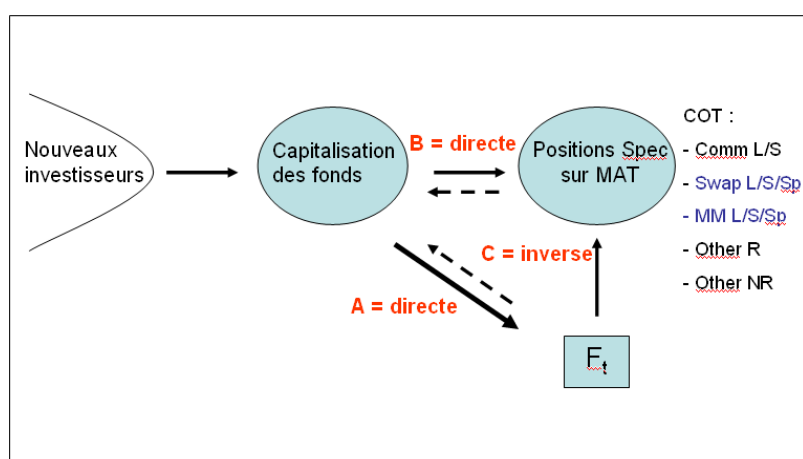 Nouveaux
investisseurs
Capitalisation
des fonds
B = directe
Positions Spec
sur MAT
COT :
- Comm L/S
- Swap L/S/Sp
- MM L/S/Sp
- Other R
- Other NR
C = inverse
A = directe
Ft